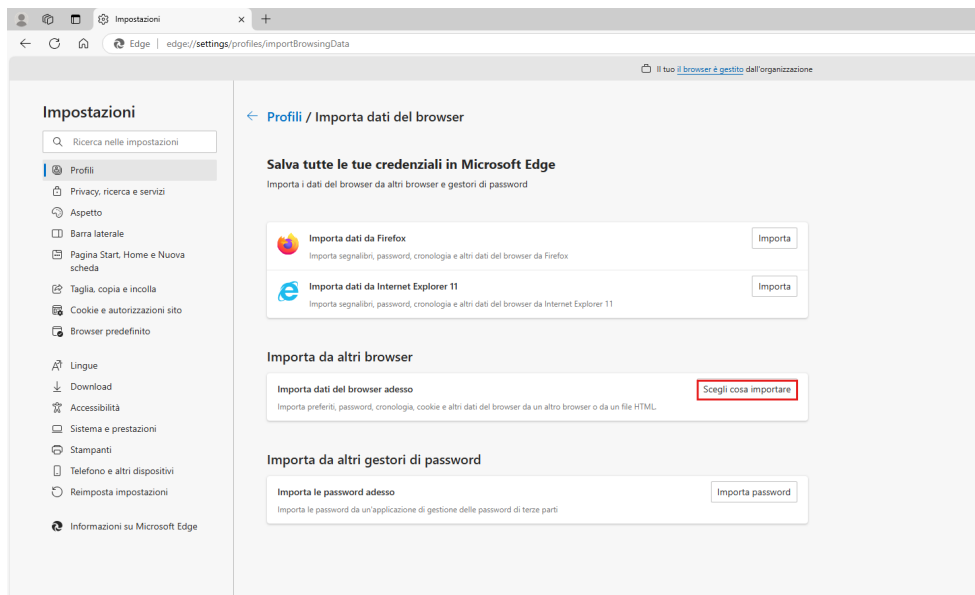 Impostazioni
Edge | edge://settings/profiles/importBrowsingData
Il tuo il browser è gestito dall'organizzazione
Impostazioni
Ricerca nelle impostazioni
Profili
Privacy, ricerca e servizi
Aspetto
Barra laterale
Pagina Start, Home e Nuova
scheda
Taglia, copia e incolla
Cookie e autorizzazioni sito
Browser predefinito
Lingue
Download
Accessibilità
Sistema e prestazioni
Stampanti
Telefono e altri dispositivi
Reimposta impostazioni
Informazioni su Microsoft Edge
Profili / Importa dati del browser
Salva tutte le tue credenziali in Microsoft Edge
Importa i dati del browser da altri browser e gestori di password
Importa dati da Firefox
Importa
Importa segnalibri, password, cronologia e altri dati del browser da Firefox
Importa dati da Internet Explorer 11
Importa
Importa segnalibri, password, cronologia e altri dati del browser da Internet Explorer 11
Importa da altri browser
Importa dati del browser adesso
Scegli cosa importare
Importa preferiti, password, cronologia, cookie e altri dati del browser da un altro browser o da un file HTML.
Importa da altri gestori di password
Importa le password adesso
Importa password
Importa le password da un'applicazione di gestione delle password di terze parti